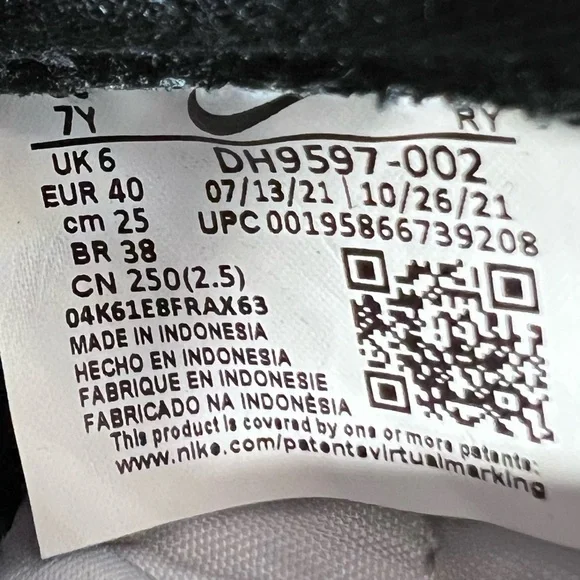 7Y RY
UK 6 DH9597-002
EUR 40 07/13/21 | 10/26/21
cm 25 UPC 00195866739208
BR 38
CN 250(2.5)
04K61E8FRAX63
MADE IN INDONESIA
HECHO EN INDONESIA
FABRIQUE EN INDONESIE
FABRICADO NA INDONÈSIA
This product is covered by one or more patents:
www.nike.com/patentsvirtualmarking